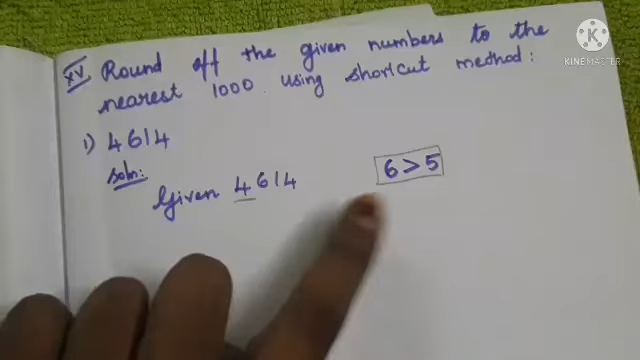 XV Round off the given numbers to the
nearest 1000 using shortcut method:
1) 4614
soln:
Given 4614
6>5
KINEMASTER